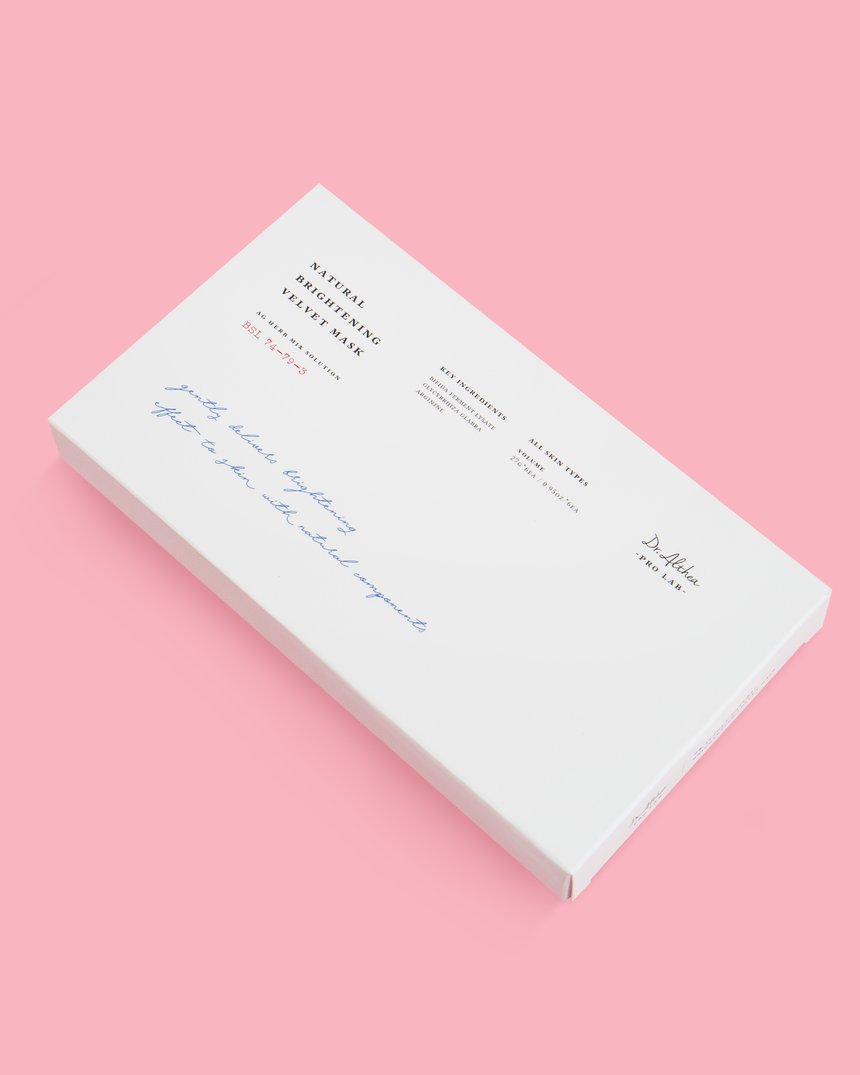 NATURAL
BRIGHTENING
VELVET MASK
AG HERB MIX SOLUTION
BSL 74-79-3
gently delivers brightening
effect to skin with natural components
KEY INGREDIENTS
BIFIDA FERMENT LYSATE
GLYCYRRHIZA GLABRA
ARGININE
ALL SKIN TYPES
VOLUME
27G*6EA / 0.95OZ.*6EA
Dr. Althea
-PRO LAB-